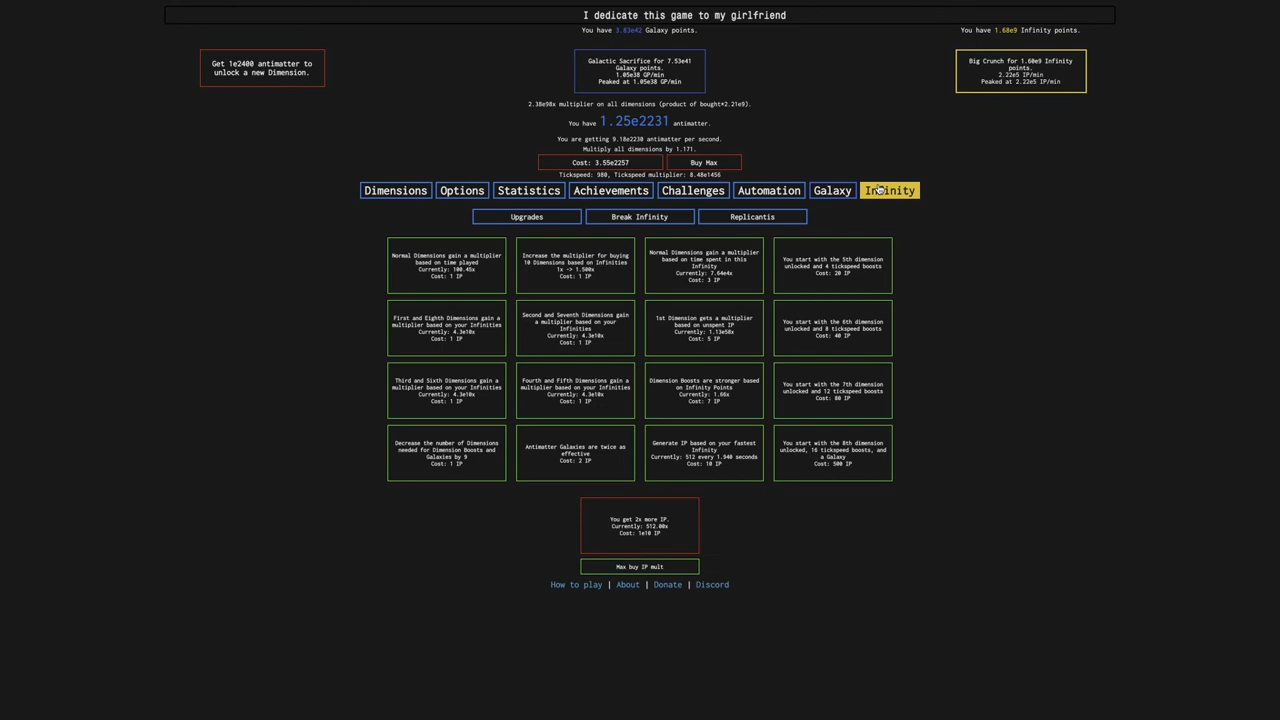 I dedicate this game to my girlfriend
You have 3.83e42 Galaxy points.
You have 1.68e9 Infinity points.
Get 1e2400 antimatter to
unlock a new Dimension.
Galactic Sacrifice for 7.53e41
Galaxy points.
1.05e38 GP/min
Peaked at 1.05e38 GP/min
Big Crunch for 1.60e9 Infinity
points.
2.22e5 IP/min
Peaked at 2.22e5 IP/min
2.38e98x multiplier on all dimensions (product of bought*2.21e9).
You have 1.25e2231 antimatter.
You are getting 9.18e2230 antimatter per second.
Multiply all dimensions by 1.171.
Cost: 3.55e2257
Buy Max
Tickspeed: 980, Tickspeed multiplier: 8.48e1456
Dimensions
Options
Statistics
Achievements
Challenges
Automation
Galaxy
Infinity
Upgrades
Break Infinity
Replicantis
Normal Dimensions gain a multiplier
based on time played
Currently: 100.45x
Cost: 1 IP
Increase the multiplier for buying
10 Dimensions based on Infinities
1x -> 1.500x
Cost: 1 IP
Normal Dimensions gain a multiplier
based on time spent in this
Infinity
Currently: 7.64e4x
Cost: 3 IP
You start with the 5th dimension
unlocked and 4 tickspeed boosts
Cost: 20 IP
First and Eighth Dimensions gain a
multiplier based on your Infinities
Currently: 4.3e10x
Cost: 1 IP
Second and Seventh Dimensions gain
a multiplier based on your
Infinities
Currently: 4.3e10x
Cost: 1 IP
1st Dimension gets a multiplier
based on unspent IP
Currently: 1.13e58x
Cost: 5 IP
You start with the 6th dimension
unlocked and 8 tickspeed boosts
Cost: 40 IP
Third and Sixth Dimensions gain a
multiplier based on your Infinities
Currently: 4.3e10x
Cost: 1 IP
Fourth and Fifth Dimensions gain a
multiplier based on your Infinities
Currently: 4.3e10x
Cost: 1 IP
Dimension Boosts are stronger based
on Infinity Points
Currently: 1.66x
Cost: 7 IP
You start with the 7th dimension
unlocked and 12 tickspeed boosts
Cost: 80 IP
Decrease the number of Dimensions
needed for Dimension Boosts and
Galaxies by 9
Cost: 1 IP
Antimatter Galaxies are twice as
effective
Cost: 2 IP
Generate IP based on your fastest
Infinity
Currently: 512 every 1.940 seconds
Cost: 10 IP
You start with the 8th dimension
unlocked, 16 tickspeed boosts, and
a Galaxy
Cost: 500 IP
You get 2x more IP.
Currently: 512.00x
Cost: 1e10 IP
Max buy IP mult
How to play | About | Donate | Discord